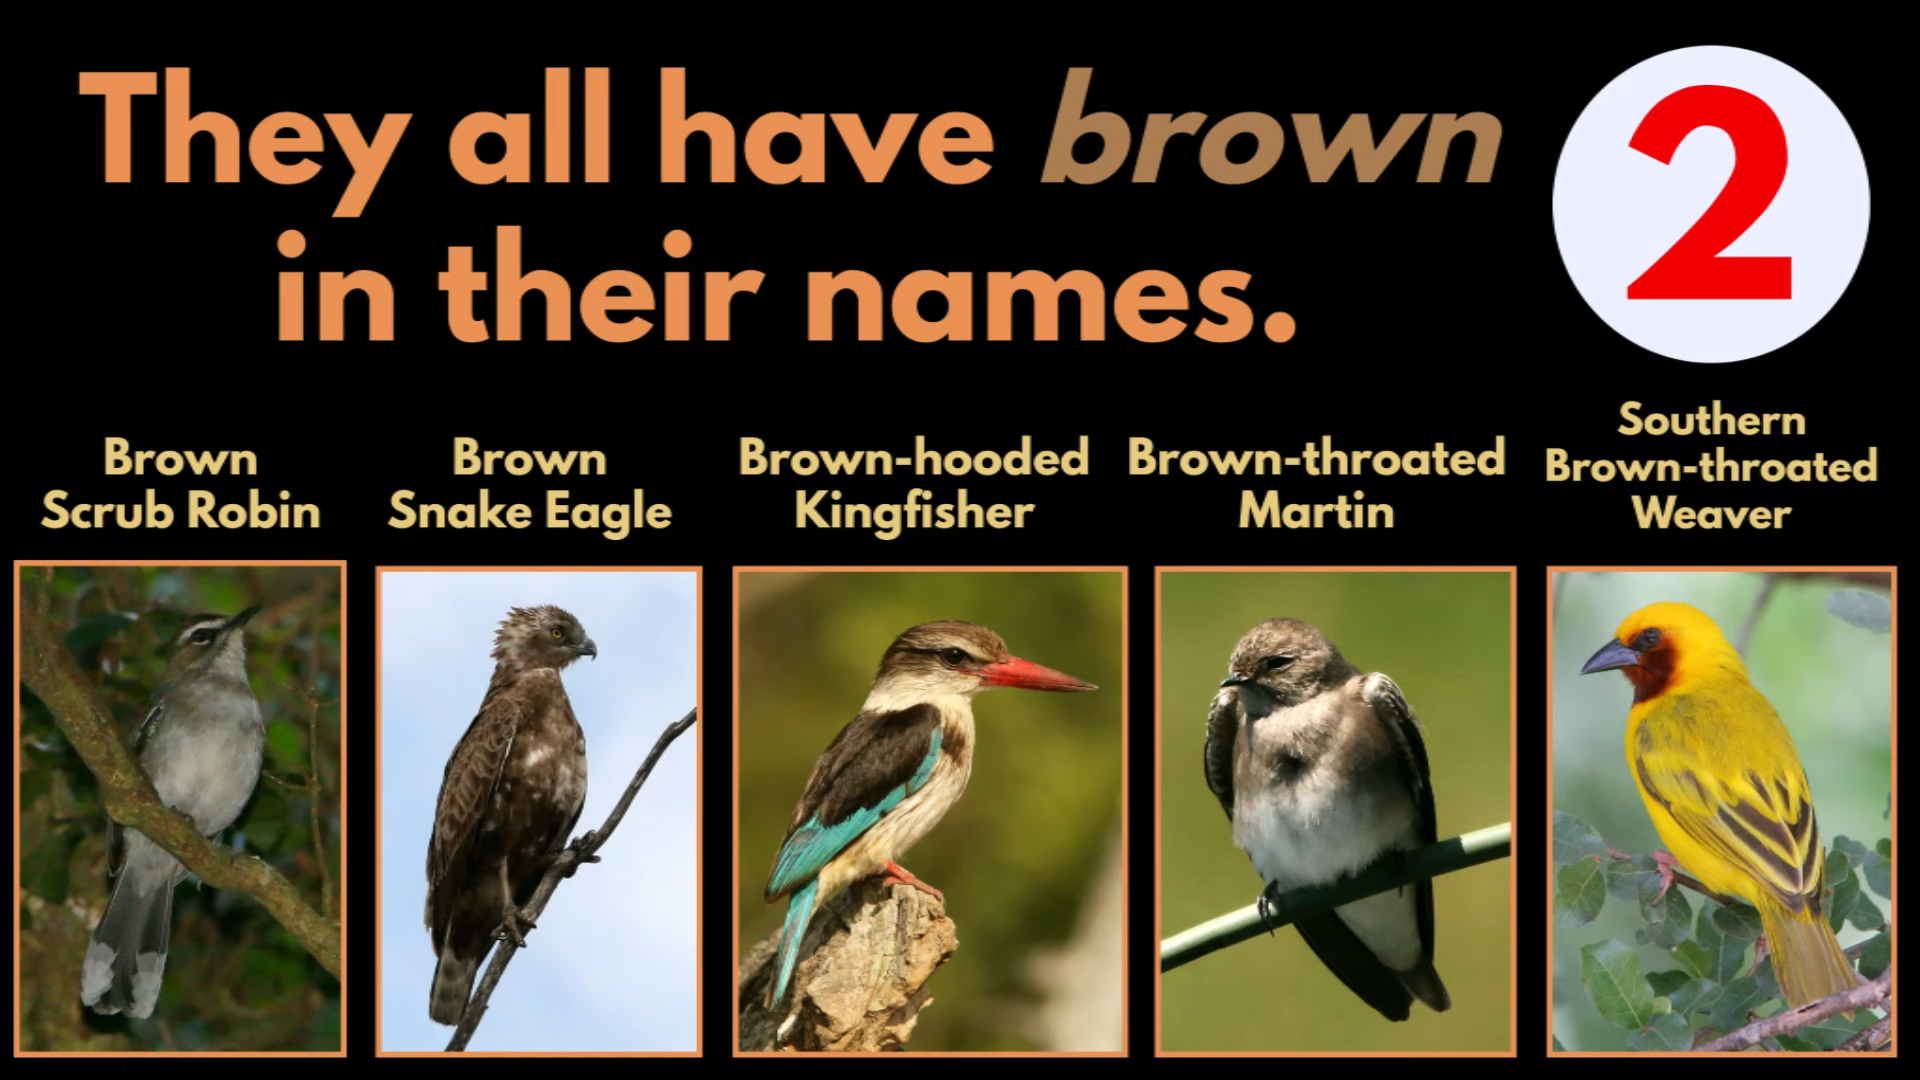 They all have brown
in their names.
2
Brown
Scrub Robin
Brown
Snake Eagle
Brown-hooded
Kingfisher
Brown-throated
Martin
Southern
Brown-throated
Weaver